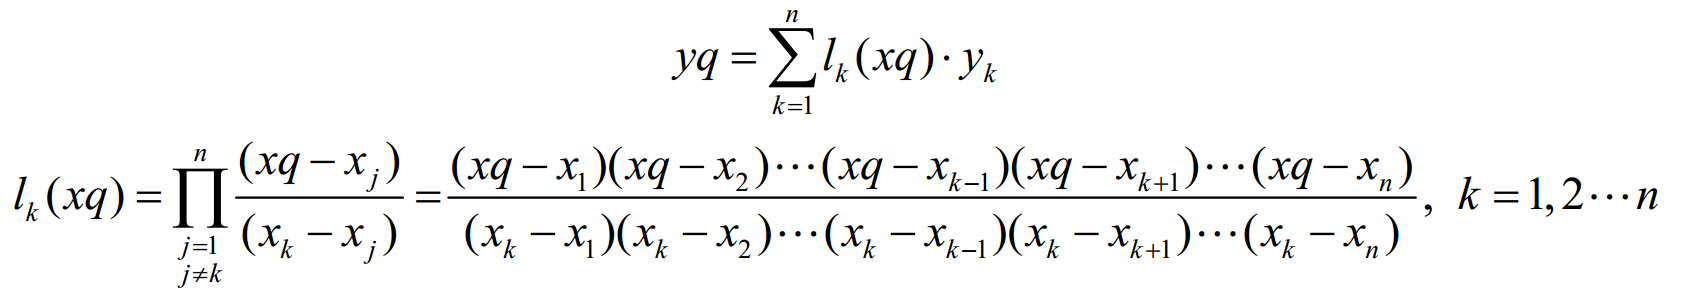 yq = \sum_{k=1}^{n} l_k(xq) \cdot y_k
l_k(xq) = \prod_{\substack{j=1 \\ j \neq k}}^{n} \frac{(xq - x_j)}{(x_k - x_j)} = \frac{(xq - x_1)(xq - x_2) \cdots (xq - x_{k-1})(xq - x_{k+1}) \cdots (xq - x_n)}{(x_k - x_1)(x_k - x_2) \cdots (x_k - x_{k-1})(x_k - x_{k+1}) \cdots (x_k - x_n)}, k = 1, 2 \cdots n